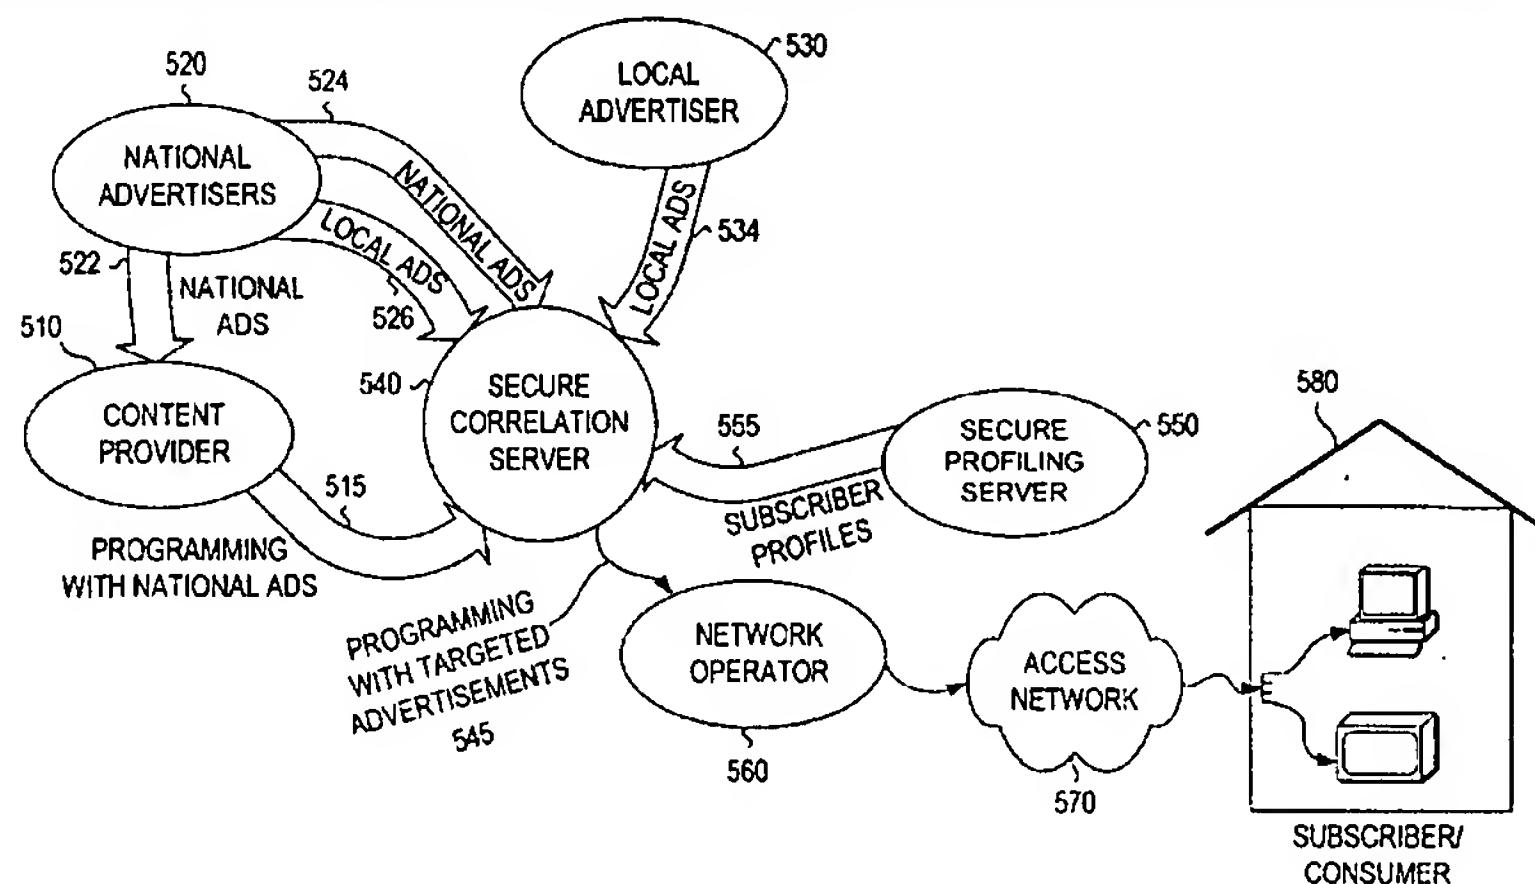 520
524
530
LOCAL
ADVERTISER
NATIONAL
ADVERTISERS
NATIONAL ADS
LOCAL ADS
LOCAL ADS
534
522
NATIONAL
ADS
526
510
540
SECURE
CORRELATION
SERVER
CONTENT
PROVIDER
555
SECURE
PROFILING
SERVER
550
580
515
SUBSCRIBER
PROFILES
PROGRAMMING
WITH NATIONAL ADS
PROGRAMMING
WITH TARGETED
ADVERTISEMENTS
545
NETWORK
OPERATOR
560
ACCESS
NETWORK
570
SUBSCRIBER/
CONSUMER